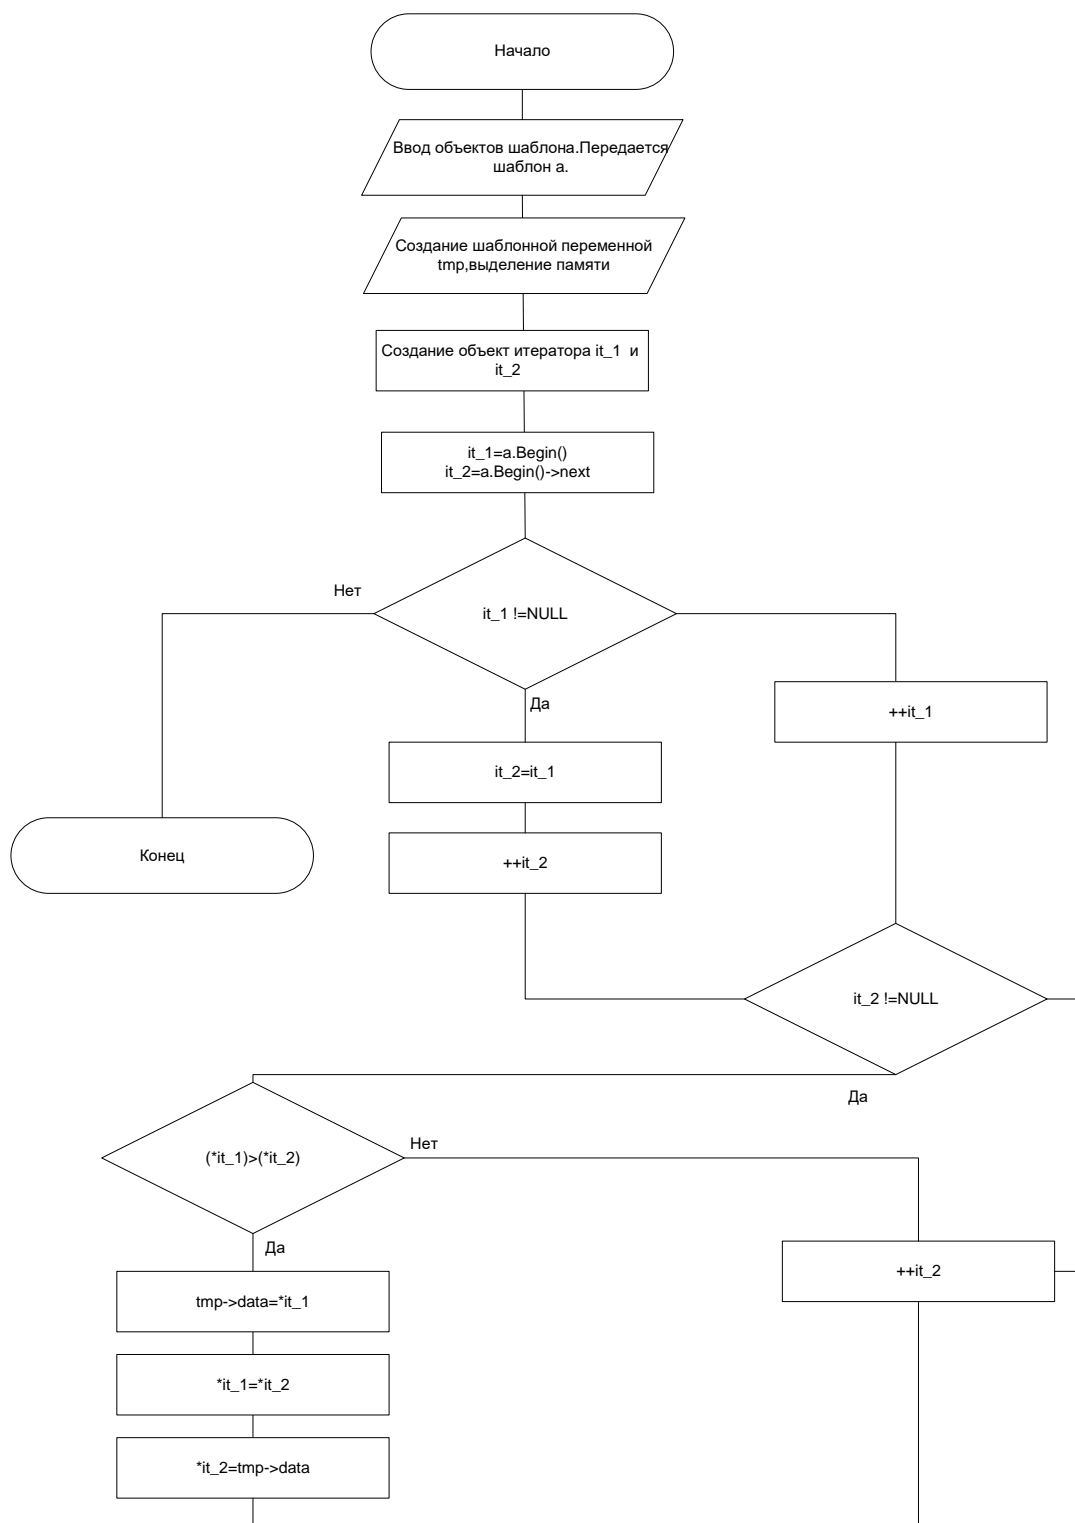 Начало
Ввод объектов шаблона.Передается
шаблон a.
Создание шаблонной переменной
tmp,выделение памяти
Создание объект итератора it_1 и
it_2
it_1=a.Begin()
it_2=a.Begin()->next
Нет
it_1 !=NULL
Да
++it_1
it_2=it_1
++it_2
Конец
it_2 !=NULL
Да
(*it_1)>(*it_2)
Нет
Да
++it_2
tmp->data=*it_1
*it_1=*it_2
*it_2=tmp->data